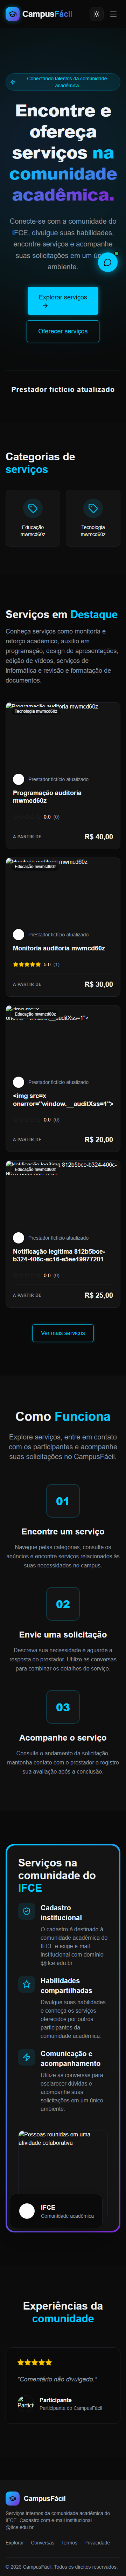 CampusFácil
Conectando talentos da comunidade
acadêmica
Encontre e
ofereça
serviços na
comunidade
acadêmica.
Conecte-se com a comunidade do
IFCE, divulgue suas habilidades,
encontre serviços e acompanhe
suas solicitações em um único
ambiente.
Explorar serviços
→
Oferecer serviços
Prestador fictício atualizado
Categorias de
serviços
Educação
mwmcd60z
Tecnologia
mwmcd60z
Serviços em Destaque
Conheça serviços como monitoria e
reforço acadêmico, auxílio em
programação, design de apresentações,
edição de vídeos, serviços de
informática e revisão e formatação de
documentos.
Tecnologia mwmcd60z
Prestador fictício atualizado
Programação auditoria
mwmcd60z
0.0 (0)
A PARTIR DE
R$ 40,00
Educação mwmcd60z
Prestador fictício atualizado
Monitoria auditoria mwmcd60z
5.0 (1)
A PARTIR DE
R$ 30,00
Educação mwmcd60z
onerror="window.__auditXss=1">
Prestador fictício atualizado
<img src=x
onerror="window.__auditXss=1">
0.0 (0)
A PARTIR DE
R$ 20,00
Educação mwmcd60z
Prestador fictício atualizado
Notificação legítima 812b5bce-
b324-406c-ac16-a5ee19977201
0.0 (0)
A PARTIR DE
R$ 25,00
Ver mais serviços
Como Funciona
Explore serviços, entre em contato
com os participantes e acompanhe
suas solicitações no CampusFácil.
01
Encontre um serviço
Navegue pelas categorias, consulte os
anúncios e encontre serviços relacionados às
suas necessidades no campus.
02
Envie uma solicitação
Descreva sua necessidade e aguarde a
resposta do prestador. Utilize as conversas
para combinar os detalhes do serviço.
03
Acompanhe o serviço
Consulte o andamento da solicitação,
mantenha contato com o prestador e registre
sua avaliação após a conclusão.
Serviços na
comunidade do
IFCE
Cadastro
institucional
O cadastro é destinado à
comunidade acadêmica do
IFCE e exige e-mail
institucional com domínio
@ifce.edu.br.
Habilidades
compartilhadas
Divulgue suas habilidades
e conheça os serviços
oferecidos por outros
participantes da
comunidade acadêmica.
Comunicação e
acompanhamento
Utilize as conversas para
esclarecer dúvidas e
acompanhe suas
solicitações em um único
ambiente.
Pessoas reunidas em uma
atividade colaborativa
IFCE
Comunidade acadêmica
Experiências da
comunidade
"Comentário não divulgado."
Partici
Participante
Participante do CampusFácil
CampusFácil
Serviços internos da comunidade acadêmica do
IFCE. Cadastro com e-mail institucional
@ifce.edu.br.
Explorar Conversas Termos Privacidade
© 2026 CampusFácil. Todos os direitos reservados.